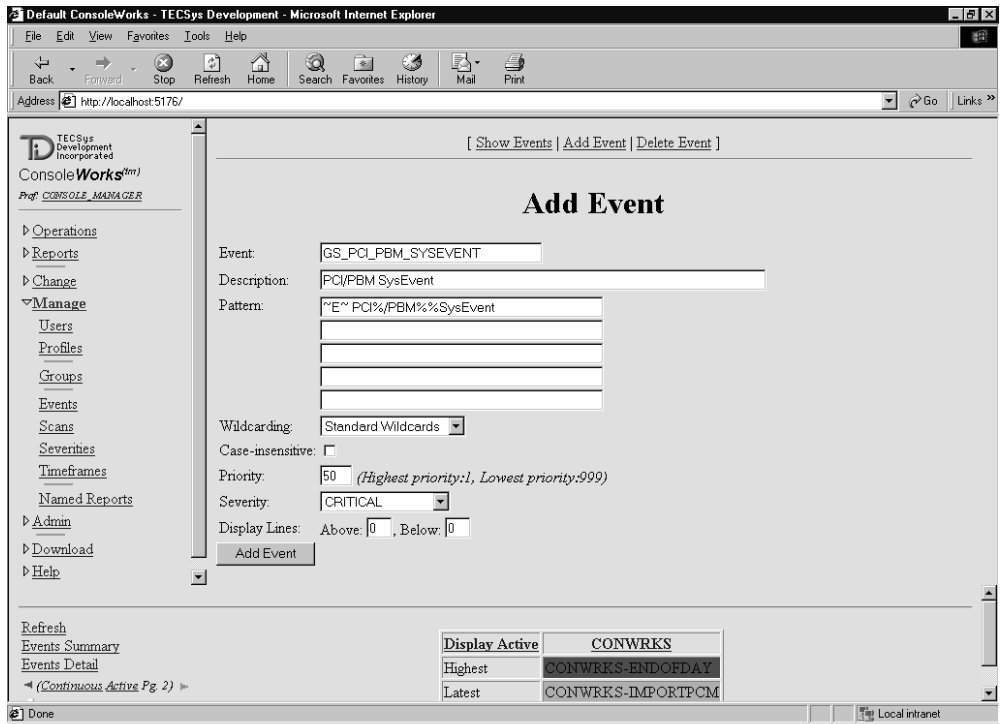 Default ConsoleWorks - TECSys Development - Microsoft Internet Explorer
File Edit View Favorites Tools Help
Back Forward Stop Refresh Home Search Favorites History Mail Print
Address http://localhost:5176/ Go Links »
TECSys
Development
Incorporated
ConsoleWorks(tm)
Prof: CONSOLE_MANAGER
Operations
Reports
Change
Manage
Users
Profiles
Groups
Events
Scans
Severities
Timeframes
Named Reports
Admin
Download
Help
[ Show Events | Add Event | Delete Event ]
Add Event
Event: GS_PCI_PBM_SYSEVENT
Description: PCI/PBM SysEvent
Pattern: ~E~ PCI%/PBM%%SysEvent
Wildcarding: Standard Wildcards
Case-insensitive:
Priority: 50 (Highest priority:1, Lowest priority:999)
Severity: CRITICAL
Display Lines: Above: 0 , Below: 0
Add Event
Refresh
Events Summary
Events Detail
(Continuous Active Pg. 2)
Display Active CONWRKS
Highest CONWRKS-ENDOFDAY
Latest CONWRKS-IMPORTPCM
Done Local intranet